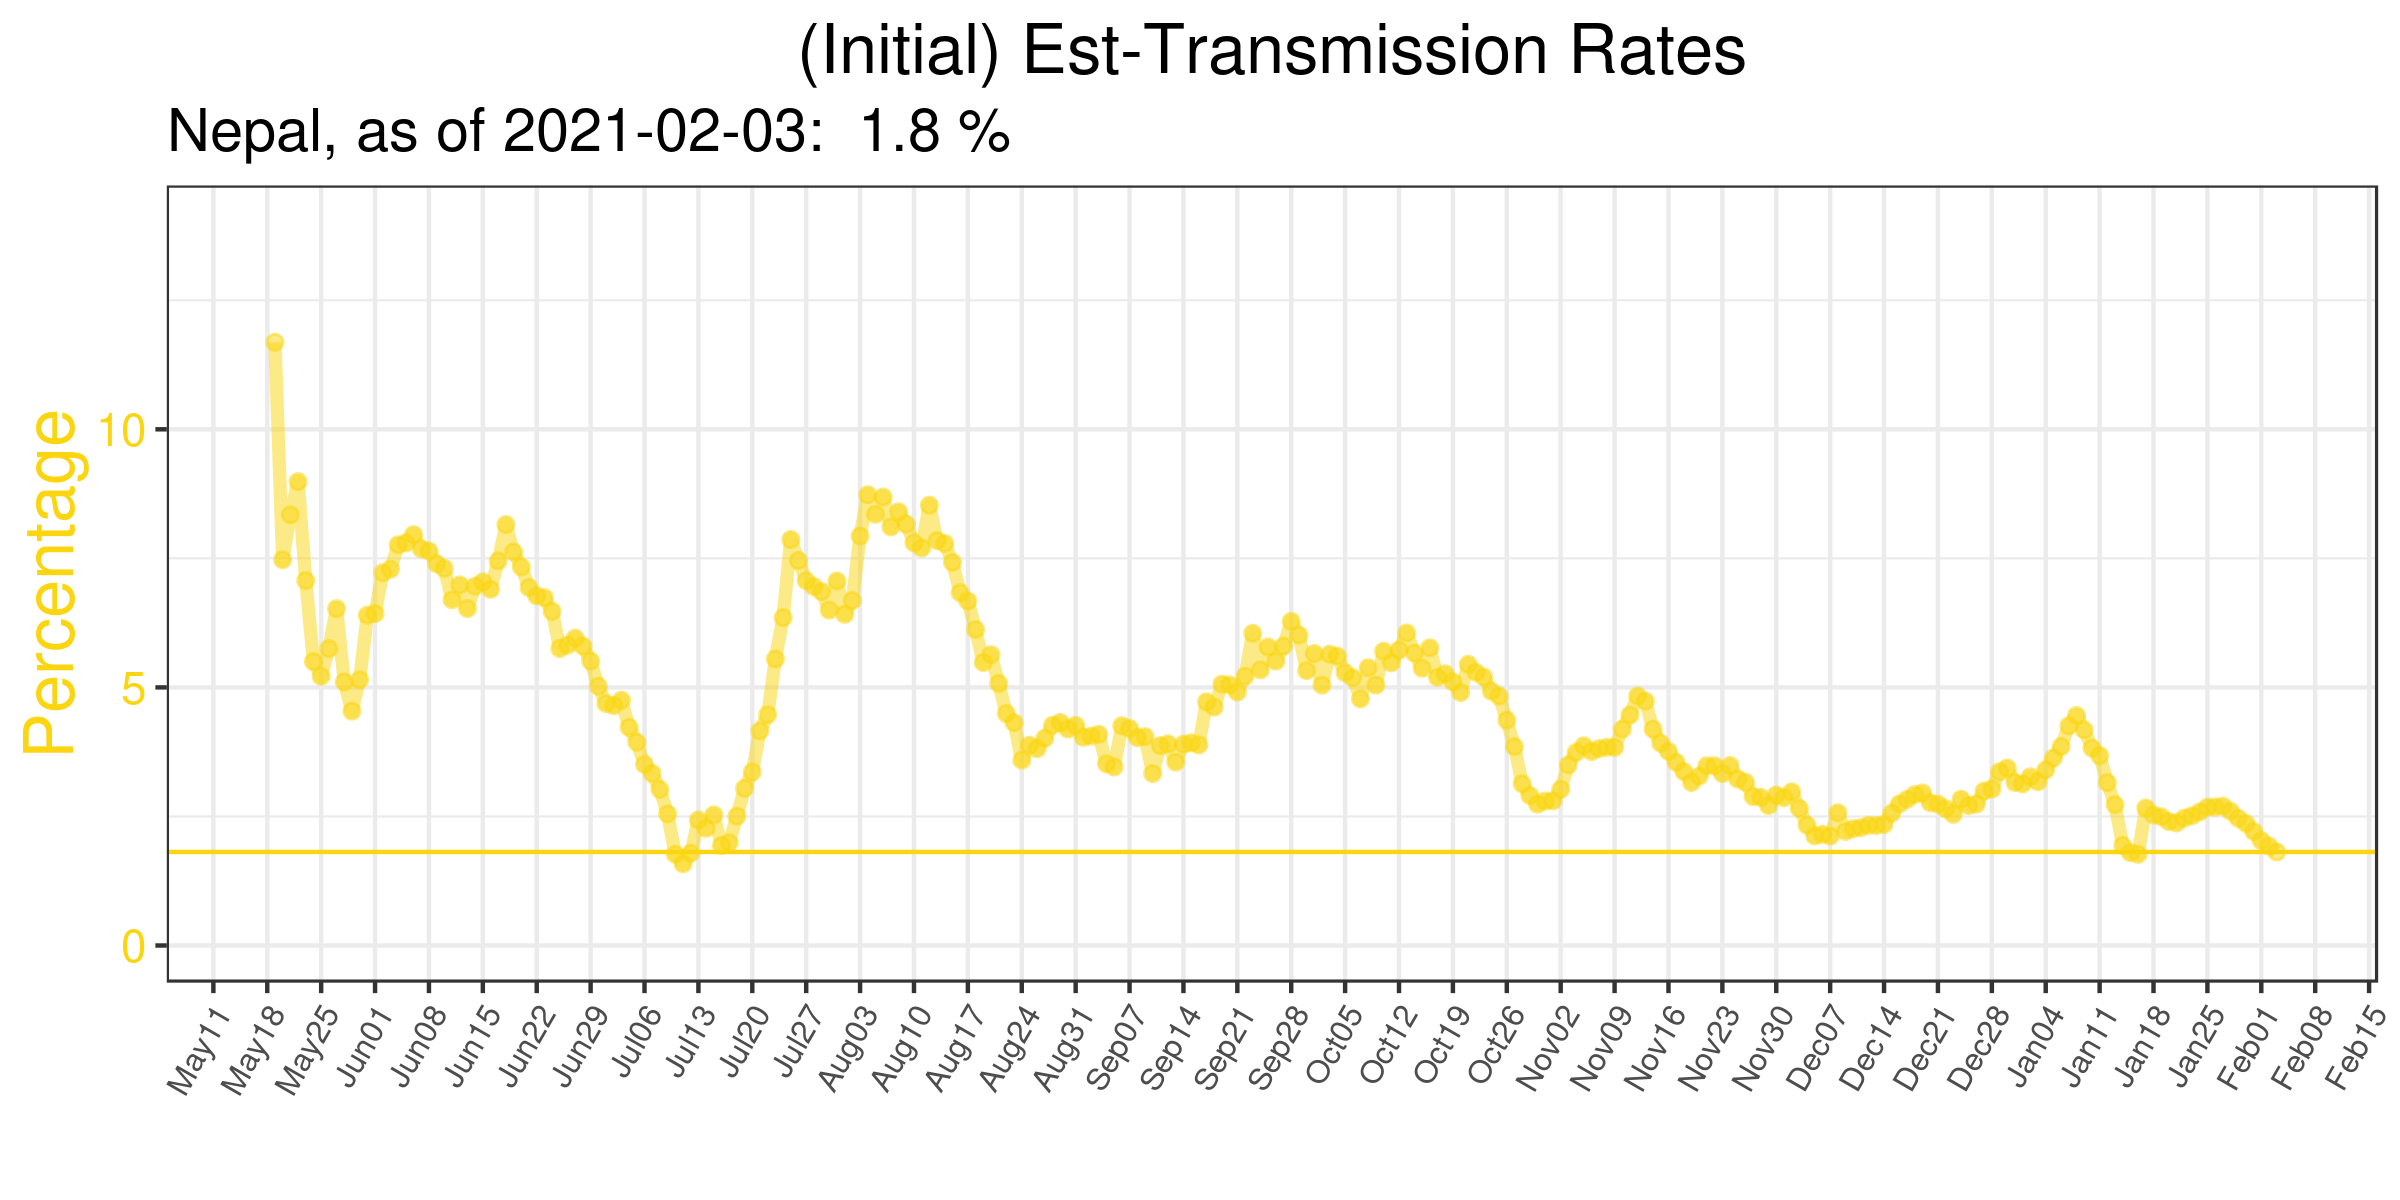 (Initial) Est-Transmission Rates
Nepal, as of 2021-02-03:  1.8 %
Percentage
10
5
0
May11 May18 May25 Jun01 Jun08 Jun15 Jun22 Jun29 Jul06 Jul13 Jul20 Jul27 Aug03 Aug10 Aug17 Aug24 Aug31 Sep07 Sep14 Sep21 Sep28 Oct05 Oct12 Oct19 Oct26 Nov02 Nov09 Nov16 Nov23 Nov30 Dec07 Dec14 Dec21 Dec28 Jan04 Jan11 Jan18 Jan25 Feb01 Feb08 Feb15